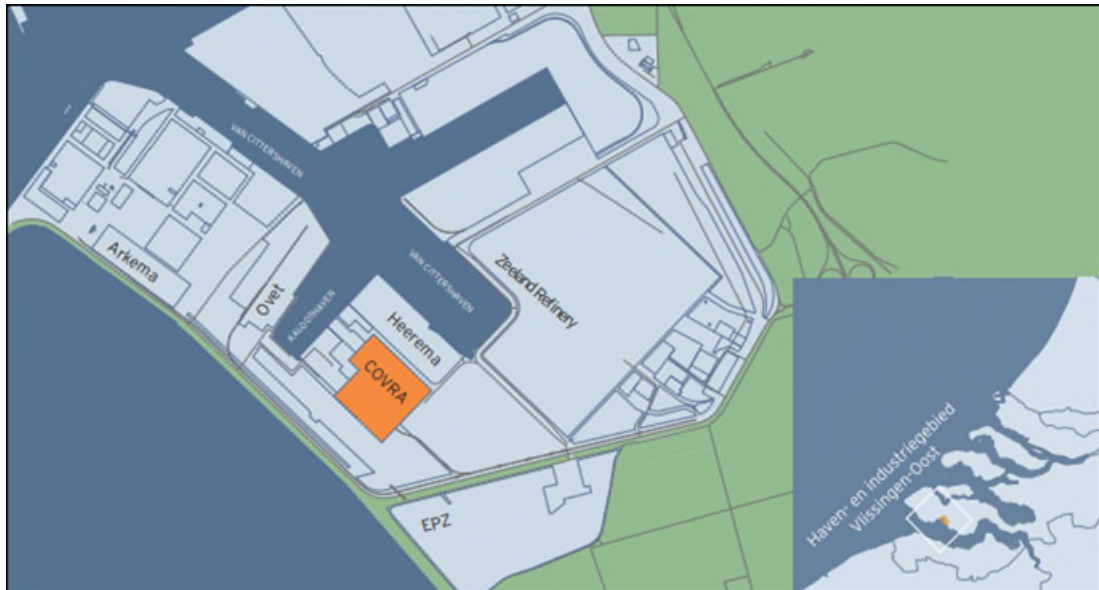 VAN CITTERSHAVEN
Arkema
Ovet
KALOOTHAVEN
VAN CITTERSHAVEN
Heerema
COVRA
Zeeland Refinery
EPZ
Haven- en industriegebied
Vlissingen-Oost